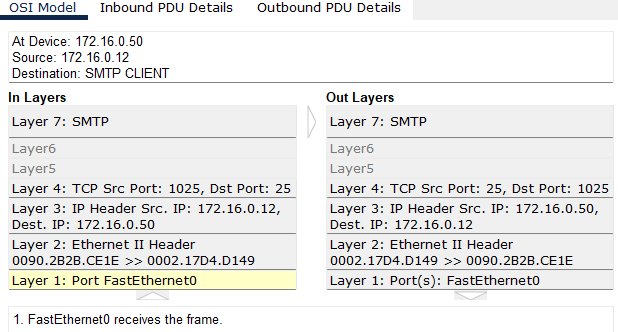 OSI Model Inbound PDU Details Outbound PDU Details
At Device: 172.16.0.50
Source: 172.16.0.12
Destination: SMTP CLIENT
In Layers
Layer 7: SMTP
Layer6
Layer5
Layer 4: TCP Src Port: 1025, Dst Port: 25
Layer 3: IP Header Src. IP: 172.16.0.12,
Dest. IP: 172.16.0.50
Layer 2: Ethernet II Header
0090.2B2B.CE1E >> 0002.17D4.D149
Layer 1: Port FastEthernet0
Out Layers
Layer 7: SMTP
Layer6
Layer5
Layer 4: TCP Src Port: 25, Dst Port: 1025
Layer 3: IP Header Src. IP: 172.16.0.50,
Dest. IP: 172.16.0.12
Layer 2: Ethernet II Header
0002.17D4.D149 >> 0090.2B2B.CE1E
Layer 1: Port(s): FastEthernet0
1. FastEthernet0 receives the frame.